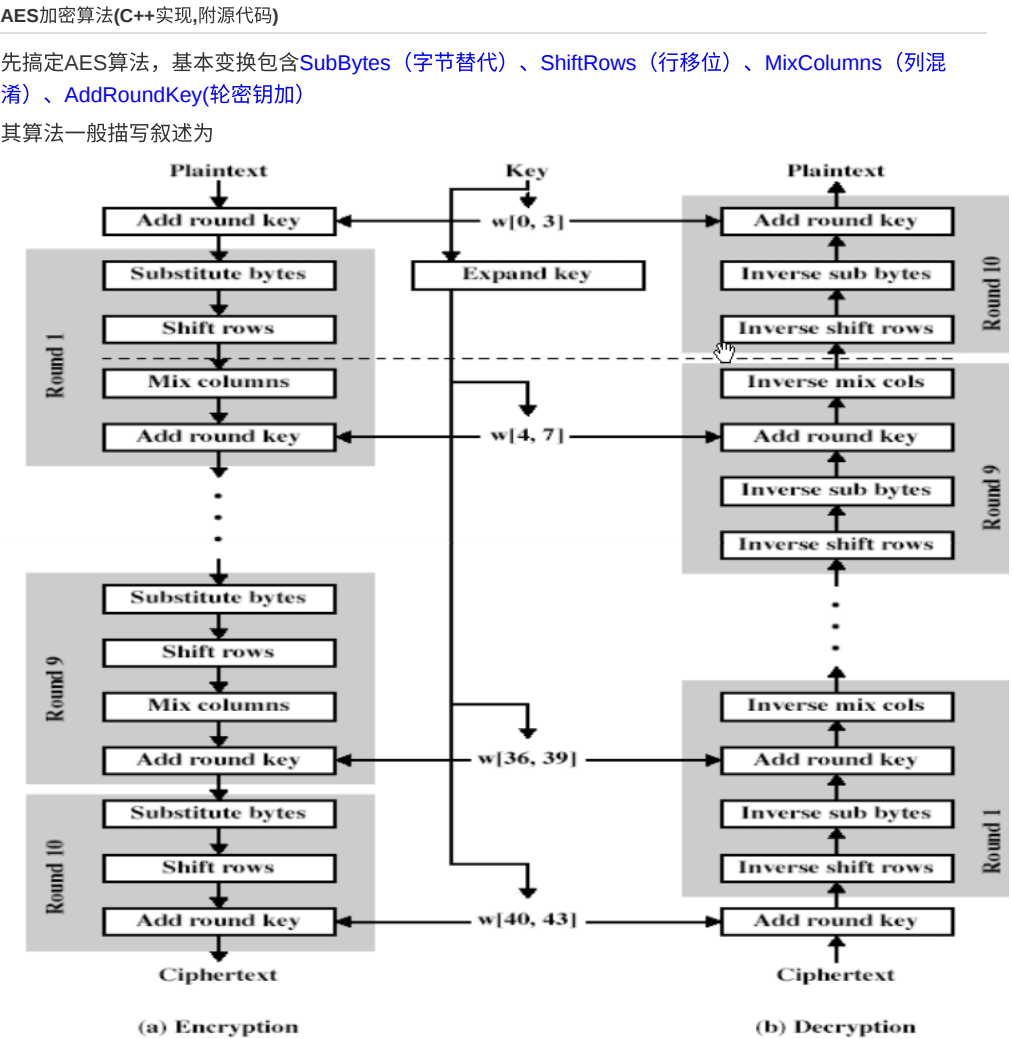 AES加密算法(C++实现,附源代码)
先搞定AES算法，基本变换包含SubBytes（字节替代）、ShiftRows（行移位）、MixColumns（列混
淆）、AddRoundKey(轮密钥加）
其算法一般描写叙述为
Plaintext
Key
Plaintext
Add round key
w[0, 3]
Add round key
Substitute bytes
Expand key
Inverse sub bytes
Shift rows
Inverse shift rows
Round 1
Round 10
Mix columns
Inverse mix cols
Add round key
w[4, 7]
Add round key
Inverse sub bytes
Inverse shift rows
Round 9
Substitute bytes
Shift rows
Round 9
Mix columns
Inverse mix cols
Add round key
w[36, 39]
Add round key
Substitute bytes
Inverse sub bytes
Shift rows
Inverse shift rows
Round 10
Round 1
Add round key
w[40, 43]
Add round key
Ciphertext
Ciphertext
(a) Encryption
(b) Decryption